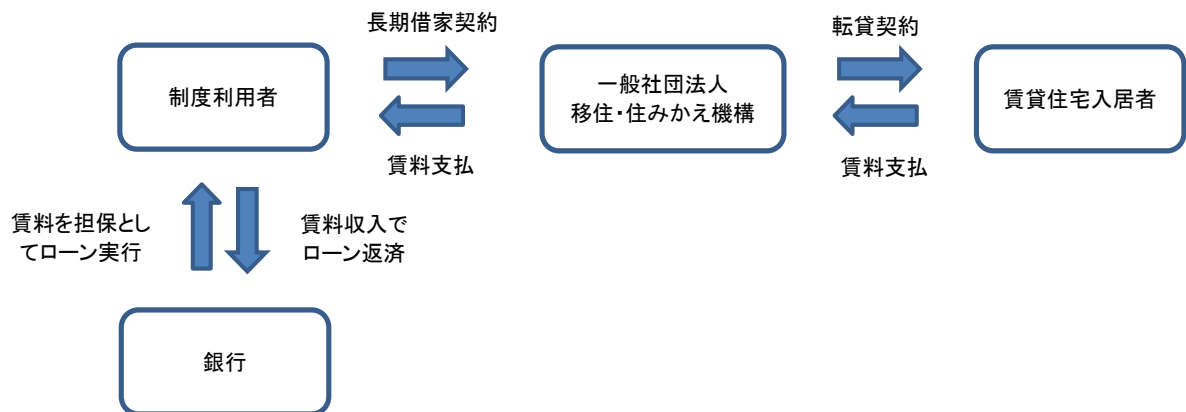 長期借家契約
転貸契約
制度利用者
一般社団法人
移住・住みかえ機構
賃貸住宅入居者
賃料支払
賃料支払
賃料を担保とし
てローン実行
賃料収入で
ローン返済
銀行